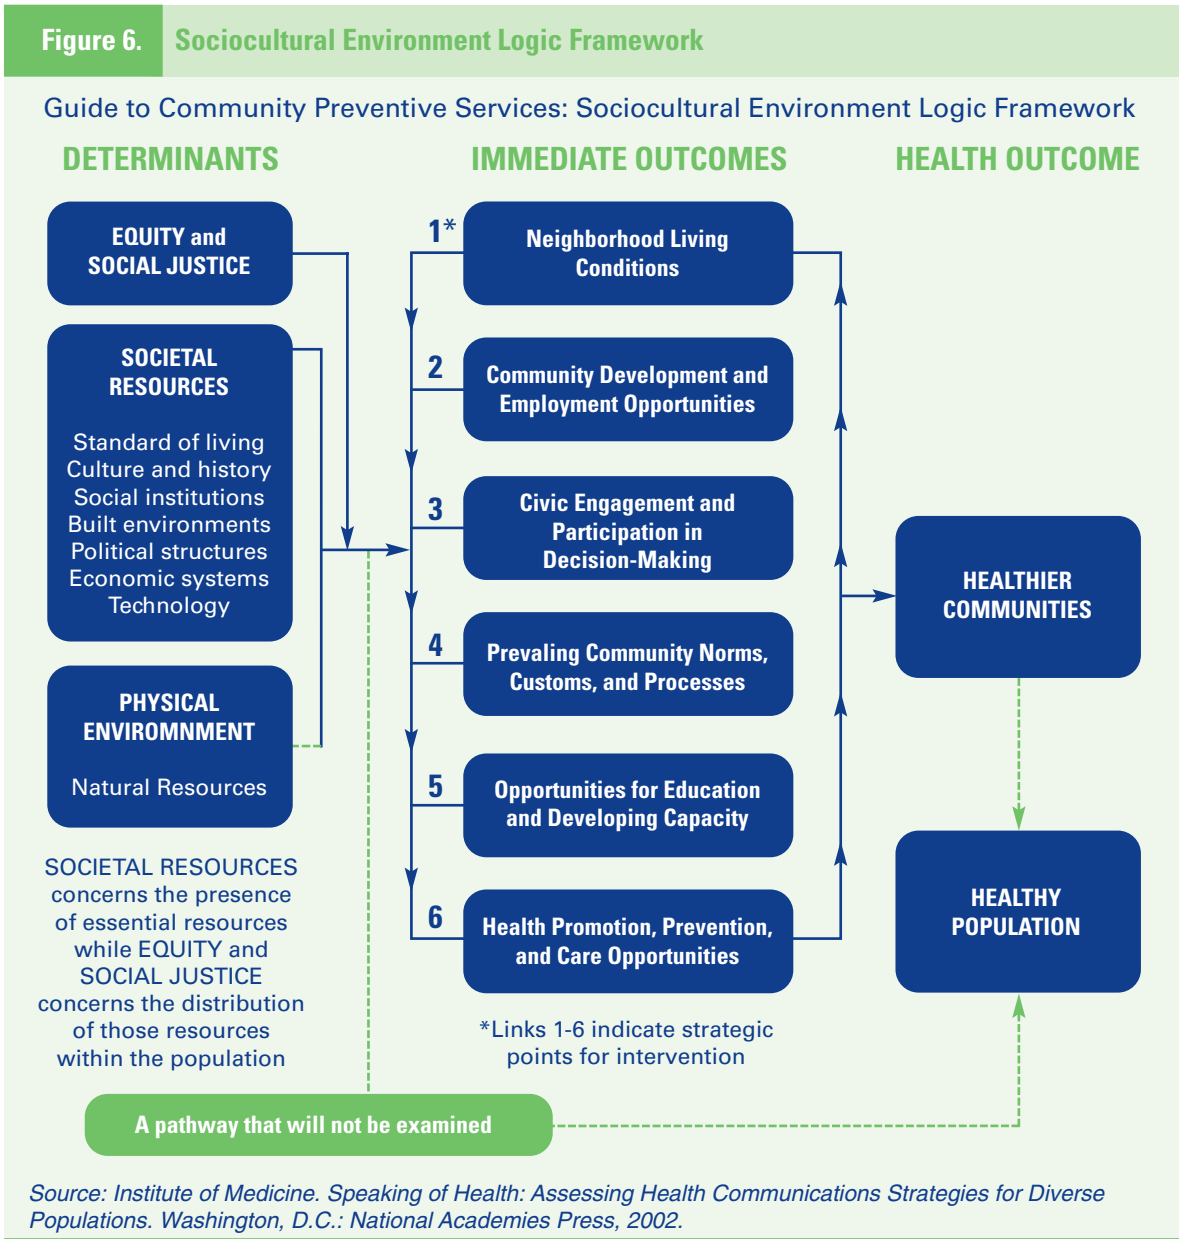 Figure 6.
Sociocultural Environment Logic Framework
Guide to Community Preventive Services: Sociocultural Environment Logic Framework
DETERMINANTS
IMMEDIATE OUTCOMES
HEALTH OUTCOME
EQUITY and
SOCIAL JUSTICE
SOCIETAL
RESOURCES
Standard of living
Culture and history
Social institutions
Built environments
Political structures
Economic systems
Technology
PHYSICAL
ENVIROMNMENT
Natural Resources
SOCIETAL RESOURCES
concerns the presence
of essential resources
while EQUITY and
SOCIAL JUSTICE
concerns the distribution
of those resources
within the population
1*
Neighborhood Living
Conditions
2
Community Development and
Employment Opportunities
3
Civic Engagement and
Participation in
Decision-Making
4
Prevaling Community Norms,
Customs, and Processes
5
Opportunities for Education
and Developing Capacity
6
Health Promotion, Prevention,
and Care Opportunities
*Links 1-6 indicate strategic
points for intervention
HEALTHIER
COMMUNITIES
HEALTHY
POPULATION
A pathway that will not be examined
Source: Institute of Medicine. Speaking of Health: Assessing Health Communications Strategies for Diverse
Populations. Washington, D.C.: National Academies Press, 2002.